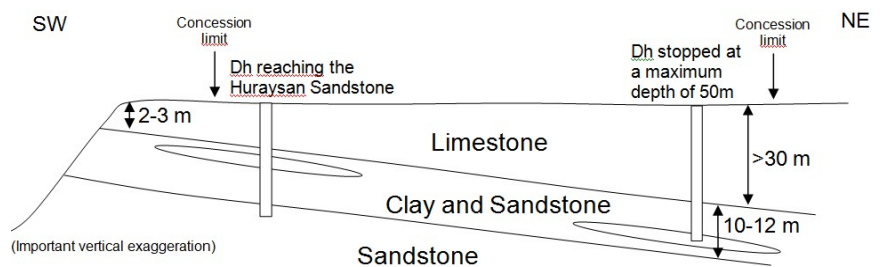 SW
Concession
limit
Dh reaching the
Huraysan Sandstone
Dh stopped at
a maximum
depth of 50m
Concession
limit
NE
2-3 m
Limestone
>30 m
Clay and Sandstone
10-12 m
(Important vertical exaggeration)
Sandstone